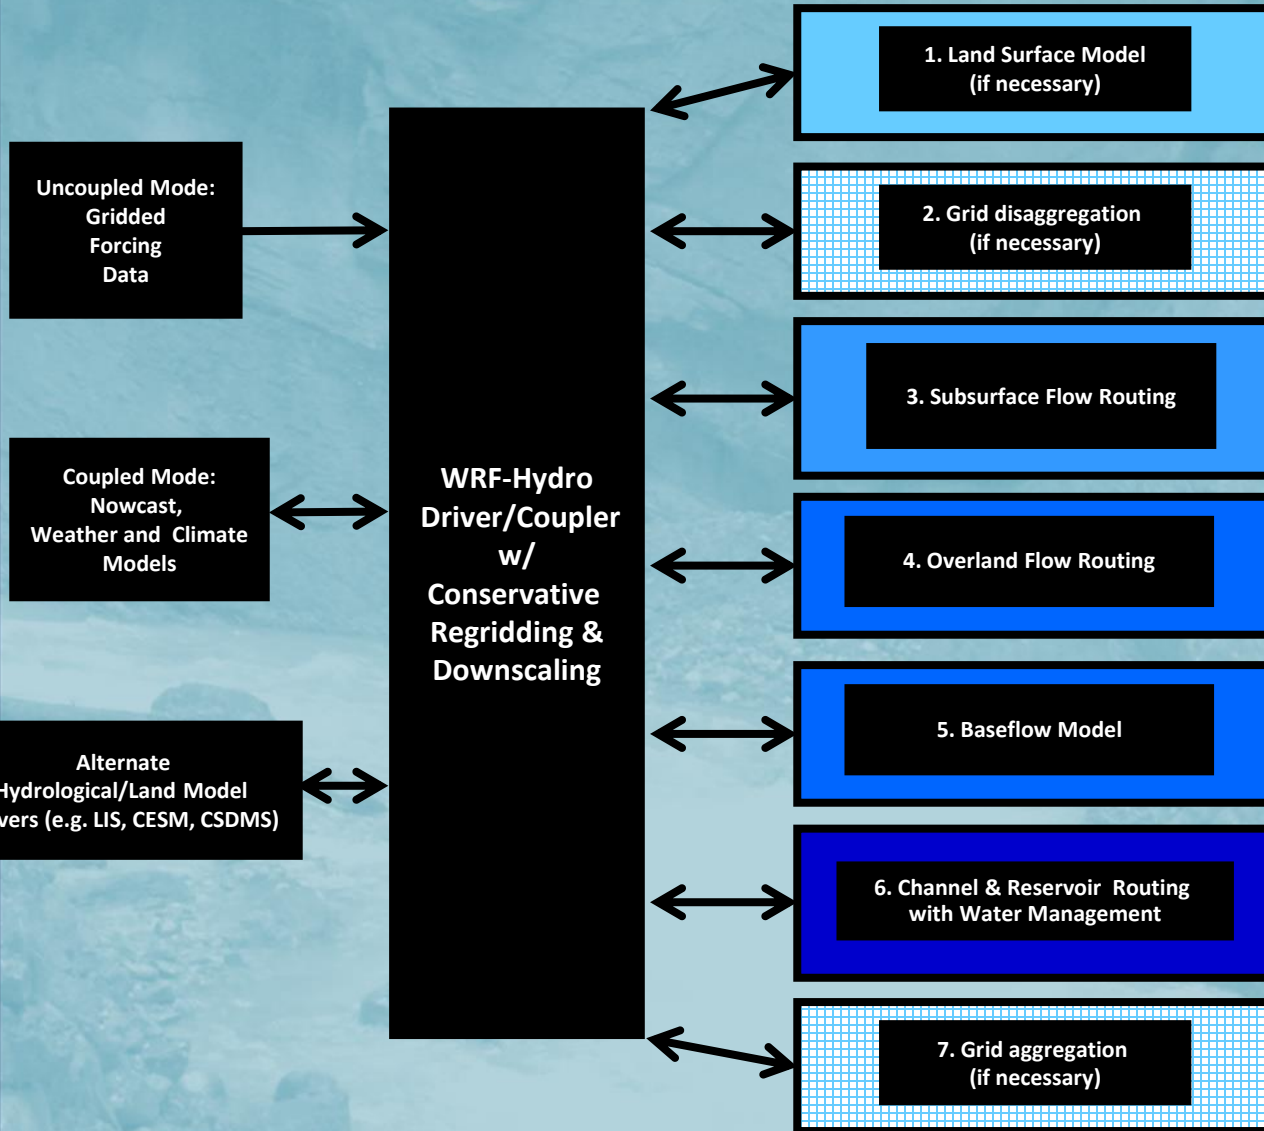 Uncoupled Mode:
Gridded
Forcing
Data
Coupled Mode:
Nowcast,
Weather and Climate
Models
Alternate
Hydrological/Land Model
(e.g. LIS, CESM, CSDMS)
WRF-Hydro
Driver/Coupler
w/
Conservative
Regridding &
Downscaling
1. Land Surface Model
(if necessary)
2. Grid disaggregation
(if necessary)
3. Subsurface Flow Routing
4. Overland Flow Routing
5. Baseflow Model
6. Channel & Reservoir Routing
with Water Management
7. Grid aggregation
(if necessary)